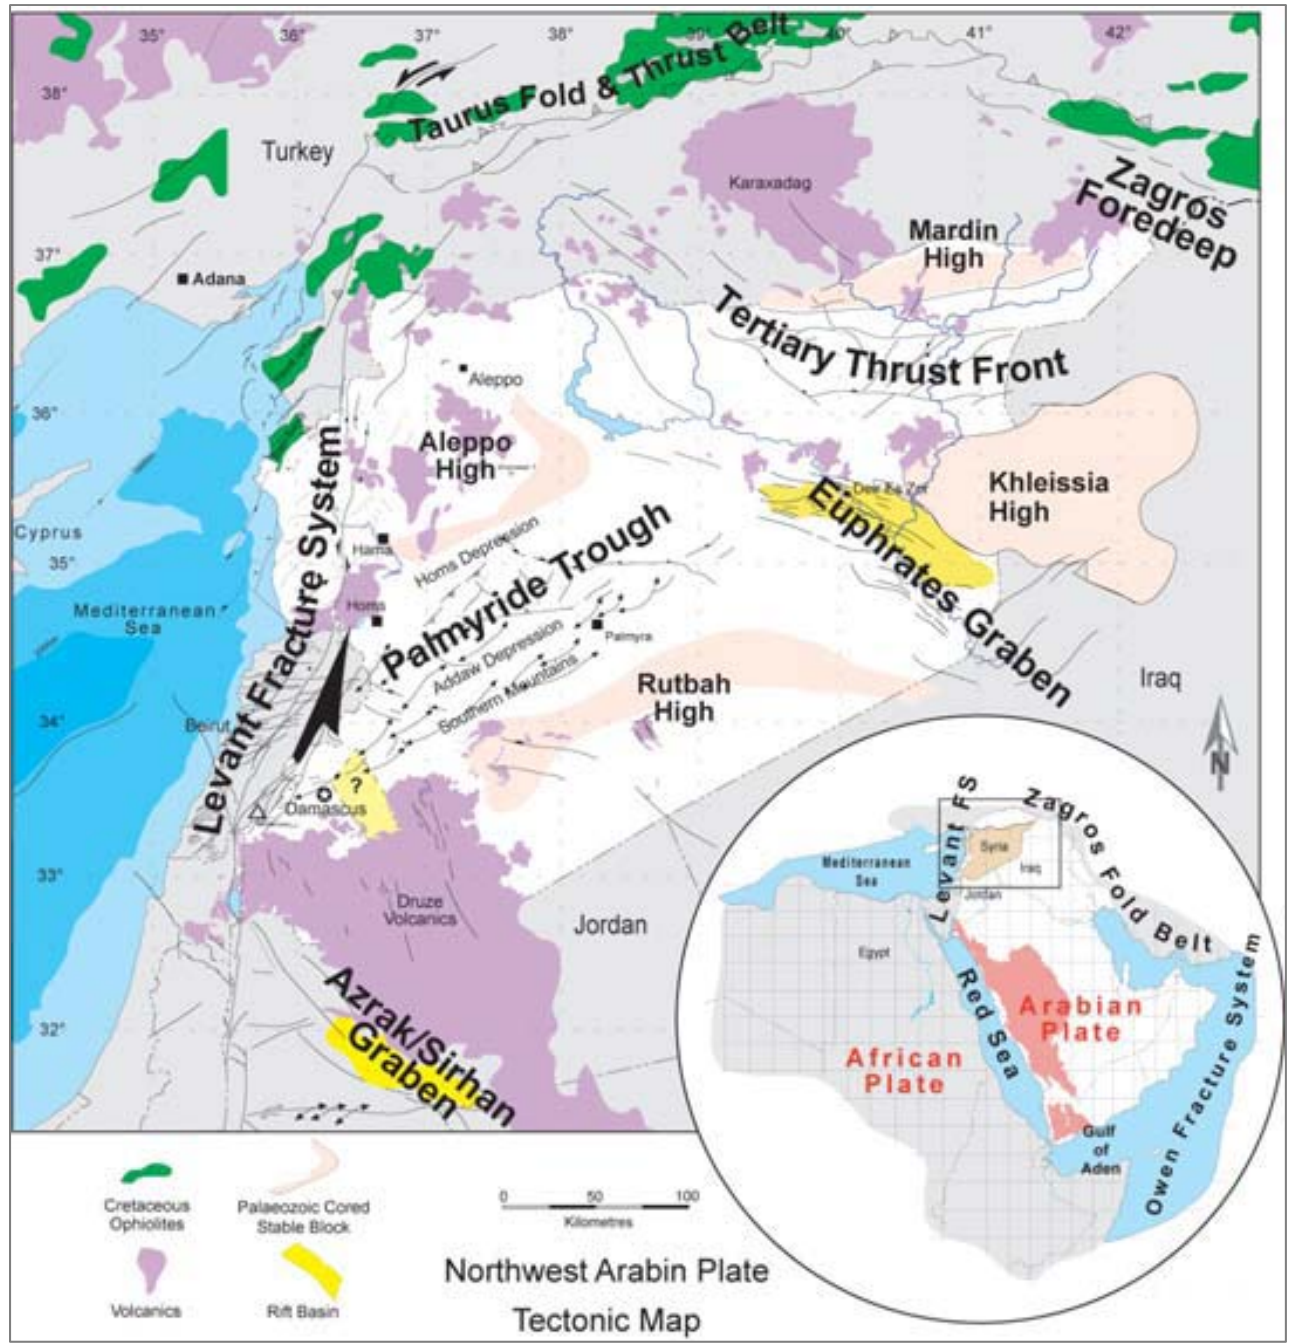 35°
36°
37°
38°
39°
40°
41°
42°
38°
Taurus Fold & Thrust Belt
Turkey
Karaxadag
Zagros
Foredeep
Mardin
High
37°
Adana
Tertiary Thrust Front
Aleppo
36°
Aleppo
High
Khleissia
High
Levant Fracture System
Euphrates Graben
Cyprus
Hama
Homs Depression
Palmyride Trough
35°
Mediterranean
Sea
Homs
Palmyra
Addaw Depression
Southern Mountains
Rutbah
High
Iraq
34°
Beirut
N
?
Damascus
33°
Druze
Volcanics
Jordan
32°
Azrak/Sirhan
Graben
Levant FS
Zagros Fold Belt
Mediterranean
Sea
Syria
Iraq
Jordan
Egypt
Red Sea
Arabian
Plate
African
Plate
Gulf
of
Aden
Owen Fracture System
Cretaceous
Ophiolites
Palaeozoic Cored
Stable Block
Volcanics
Rift Basin
0 50 100
Kilometres
Northwest Arabin Plate
Tectonic Map